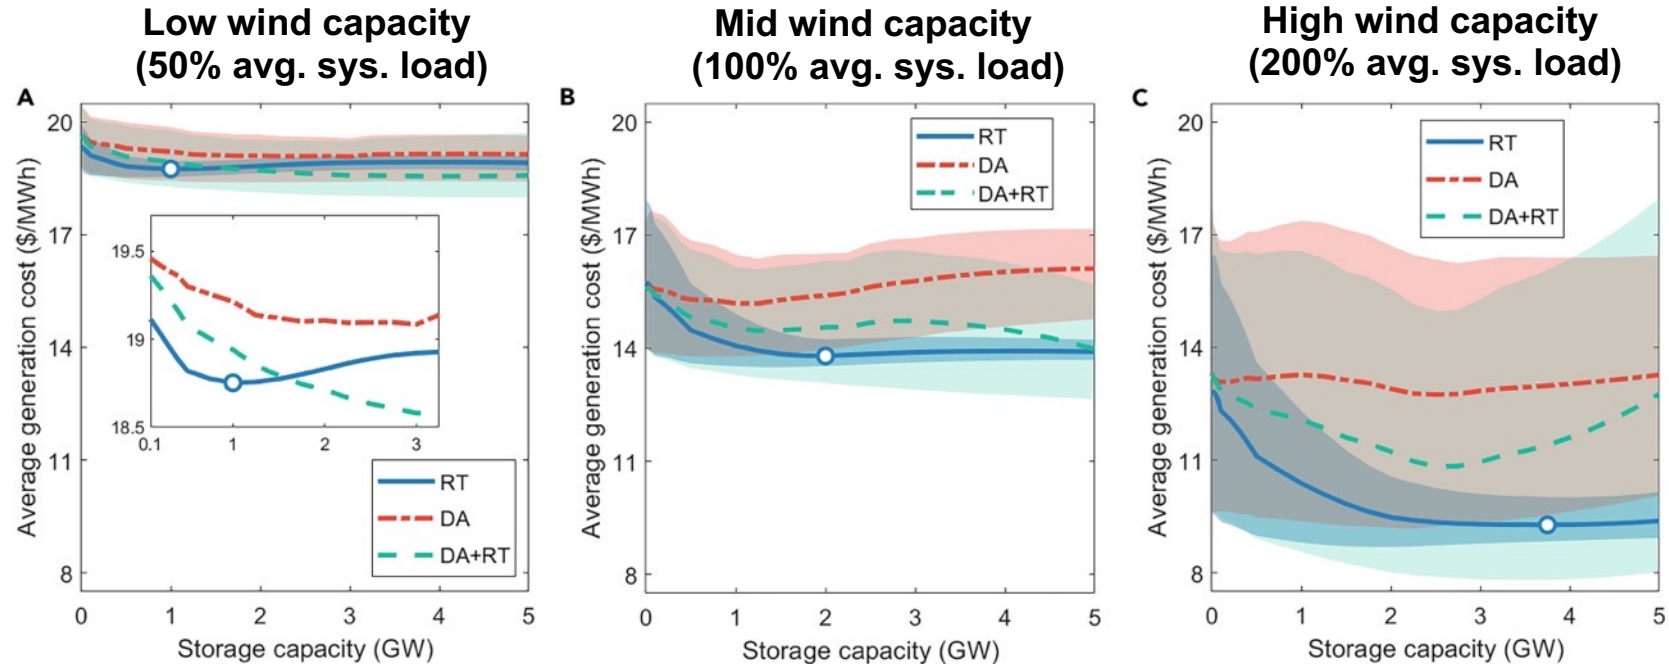 Low wind capacity
(50% avg. sys. load)
Mid wind capacity
(100% avg. sys. load)
High wind capacity
(200% avg. sys. load)
A
Average generation cost ($/MWh)
20
17
14
11
8
19.5
19
18.5
0.1 1 2 3
RT
DA
DA+RT
0 1 2 3 4 5
Storage capacity (GW)
B
Average generation cost ($/MWh)
20
17
14
11
8
RT
DA
DA+RT
0 1 2 3 4 5
Storage capacity (GW)
C
Average generation cost ($/MWh)
20
17
14
11
8
RT
DA
DA+RT
0 1 2 3 4 5
Storage capacity (GW)